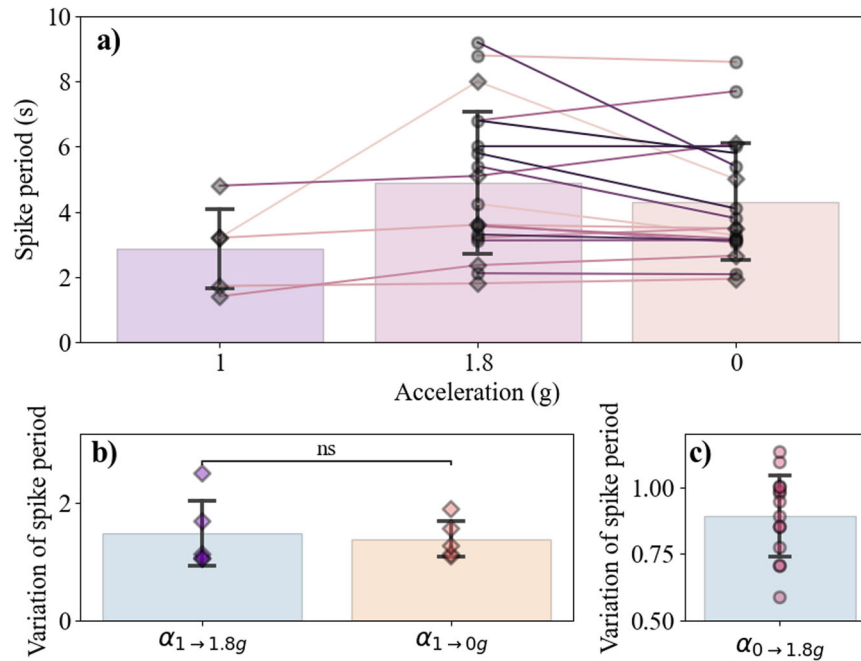 a)
Spike period (s)
10
8
6
4
2
0
1
1.8
0
Acceleration (g)
b)
Variation of spike period
2
0
ns
α1→1.8g
α1→0g
c)
Variation of spike period
1.00
0.75
0.50
α0→1.8g